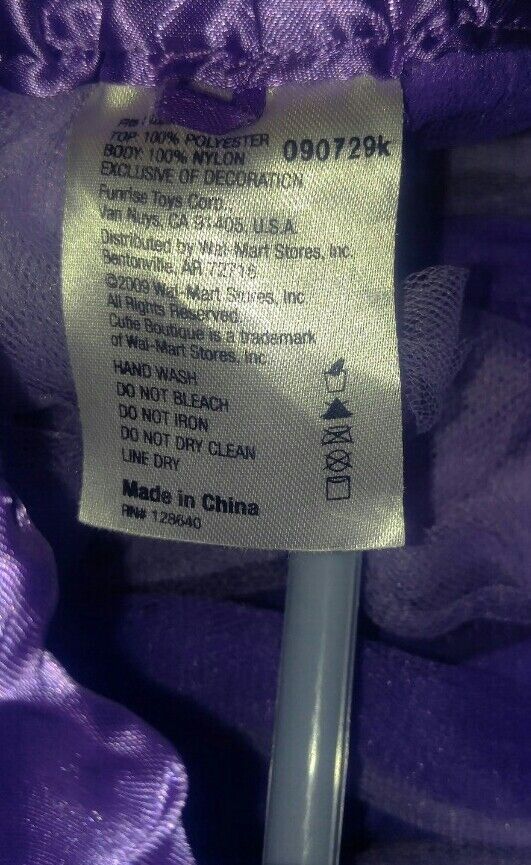 TOP 100% POLYESTER
BODY 100% NYLON
090729k
EXCLUSIVE OF DECORATION
Funrise Toys Corp.
Van Nuys, CA 91405, U.S.A.
Distributed by Wal-Mart Stores, Inc.
Bentonville, AR 72716
©2009 Wal-Mart Stores, Inc
All Rights Reserved.
Cutie Boutique is a trademark
of Wal-Mart Stores, Inc.
HAND WASH
DO NOT BLEACH
DO NOT IRON
DO NOT DRY CLEAN
LINE DRY
Made in China
RN# 128640